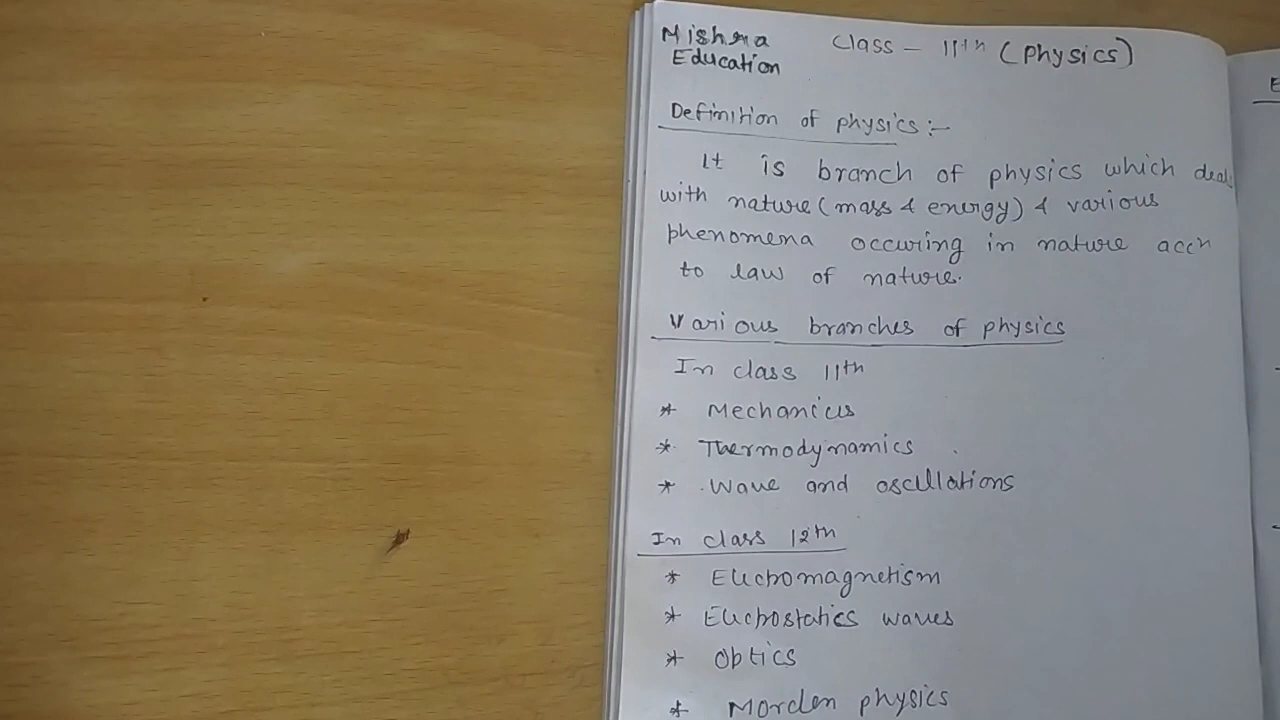 Mishra Class - 11th (Physics)
Education
Definition of physics :-
It is branch of physics which deals
with nature (mass & energy) & various
phenomena occuring in nature accn
to law of nature.
Various branches of physics
In class 11th
* Mechanics
* Thermodynamics
* Wave and oscillations
In class 12th
* Electromagnetism
* Electrostatics waves
* Optics
* Morden physics
E